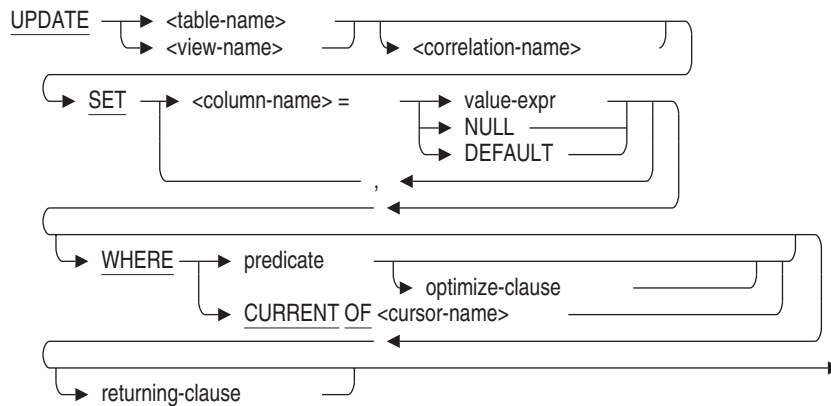 UPDATE <table-name>
<view-name> <correlation-name>
SET <column-name> = value-expr
NULL
DEFAULT
,
WHERE predicate
optimize-clause
CURRENT OF <cursor-name>
returning-clause